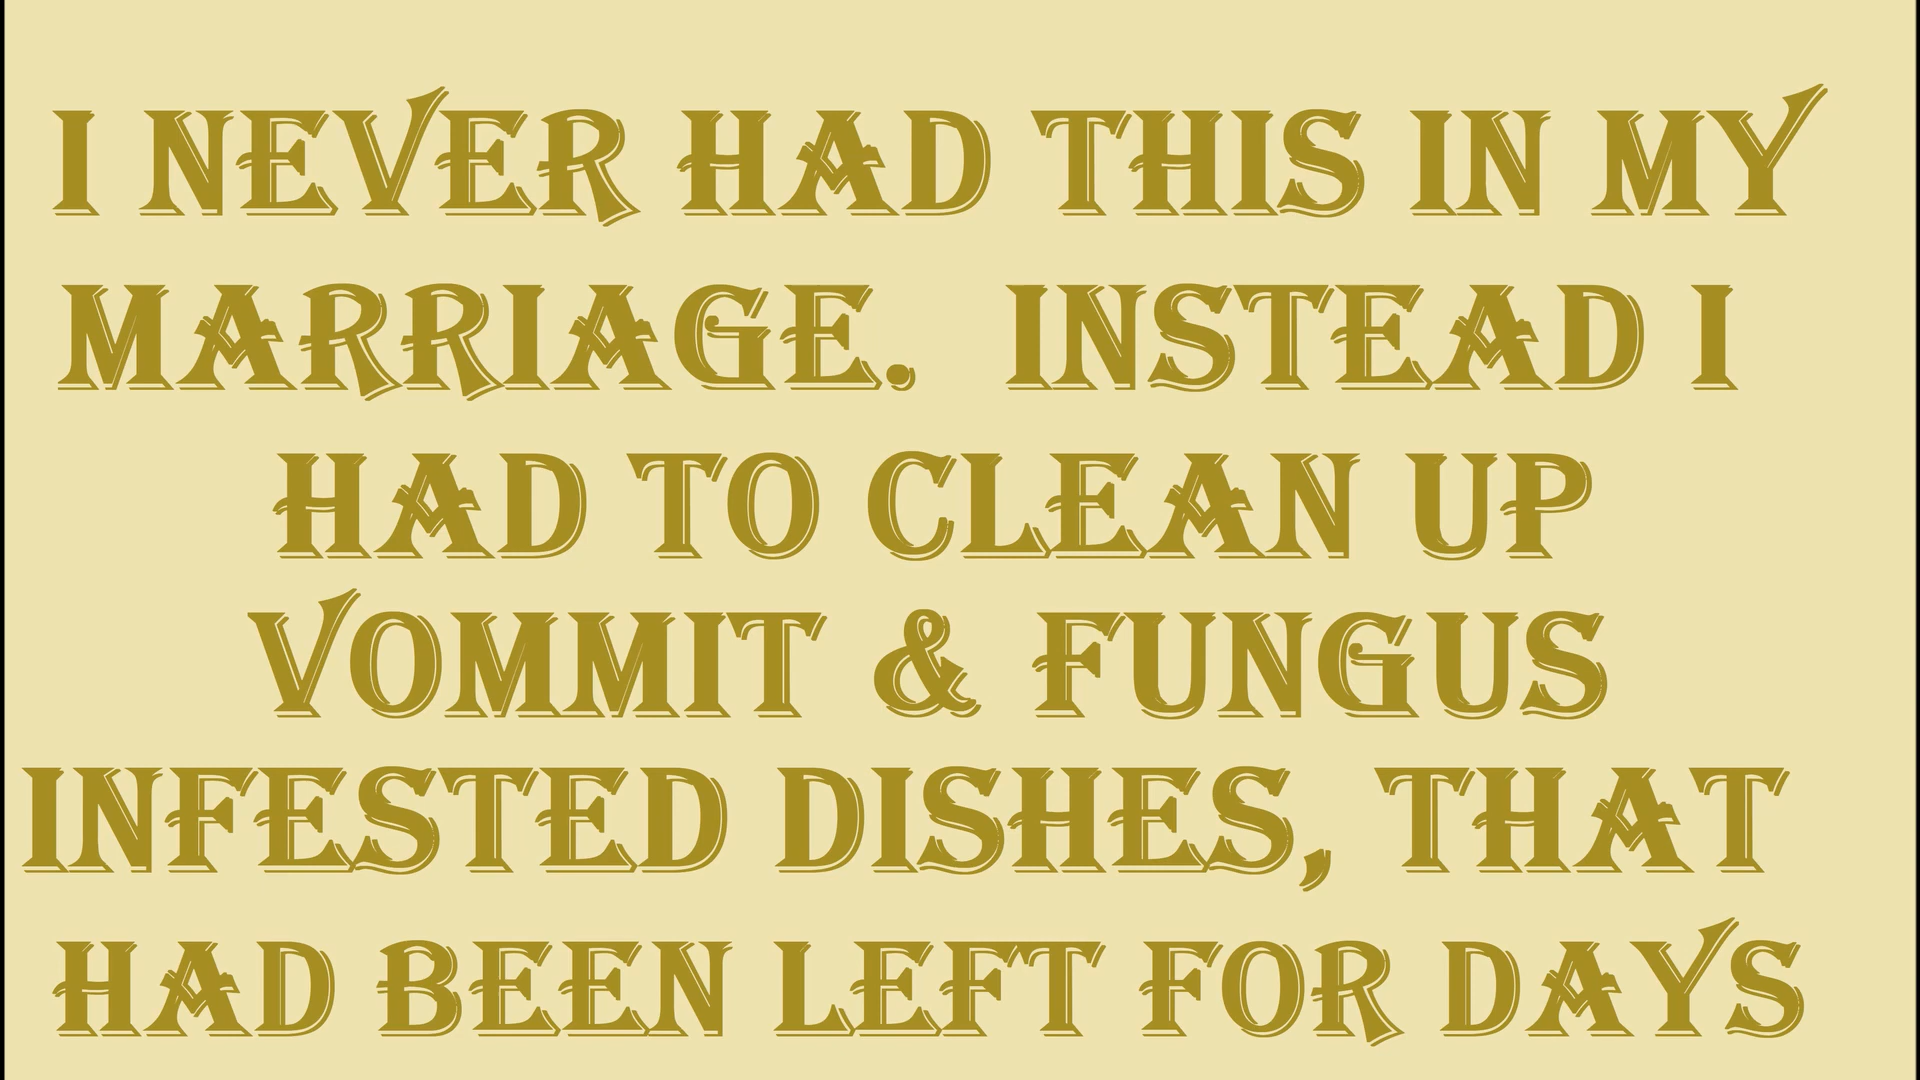 I NEVER HAD THIS IN MY
MARRIAGE.  INSTEAD I
HAD TO CLEAN UP
VOMMIT & FUNGUS
INFESTED DISHES, THAT
HAD BEEN LEFT FOR DAYS